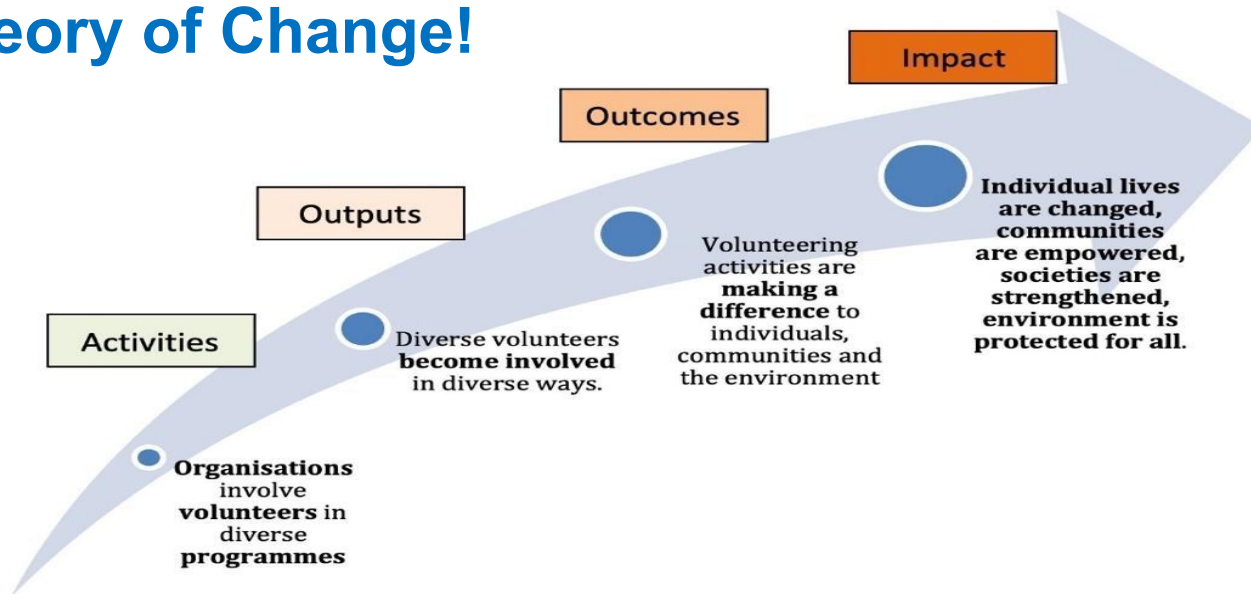 eory of Change!
Impact
Outcomes
Outputs
Activities
Organisations
involve
volunteers in
diverse
programmes
Diverse volunteers
become involved
in diverse ways.
Volunteering
activities are
making a
difference to
individuals,
communities and
the environment
Individual lives
are changed,
communities
are empowered,
societies are
strengthened,
environment is
protected for all.